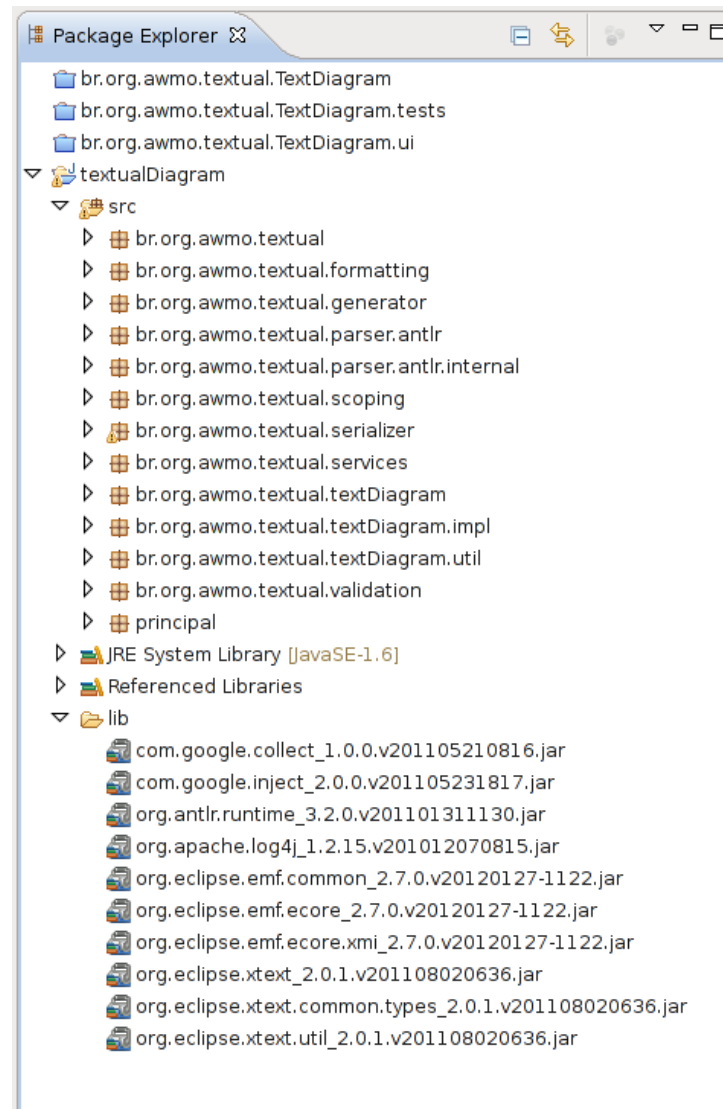 Package Explorer
br.org.awmo.textual.TextDiagram
br.org.awmo.textual.TextDiagram.tests
br.org.awmo.textual.TextDiagram.ui
textualDiagram
src
br.org.awmo.textual
br.org.awmo.textual.formatting
br.org.awmo.textual.generator
br.org.awmo.textual.parser.antlr
br.org.awmo.textual.parser.antlr.internal
br.org.awmo.textual.scoping
br.org.awmo.textual.serializer
br.org.awmo.textual.services
br.org.awmo.textual.textDiagram
br.org.awmo.textual.textDiagram.impl
br.org.awmo.textual.textDiagram.util
br.org.awmo.textual.validation
principal
JRE System Library [JavaSE-1.6]
Referenced Libraries
lib
com.google.collect_1.0.0.v201105210816.jar
com.google.inject_2.0.0.v201105231817.jar
org.antlr.runtime_3.2.0.v201101311130.jar
org.apache.log4j_1.2.15.v201012070815.jar
org.eclipse.emf.common_2.7.0.v20120127-1122.jar
org.eclipse.emf.ecore_2.7.0.v20120127-1122.jar
org.eclipse.emf.ecore.xmi_2.7.0.v20120127-1122.jar
org.eclipse.xtext_2.0.1.v201108020636.jar
org.eclipse.xtext.common.types_2.0.1.v201108020636.jar
org.eclipse.xtext.util_2.0.1.v201108020636.jar